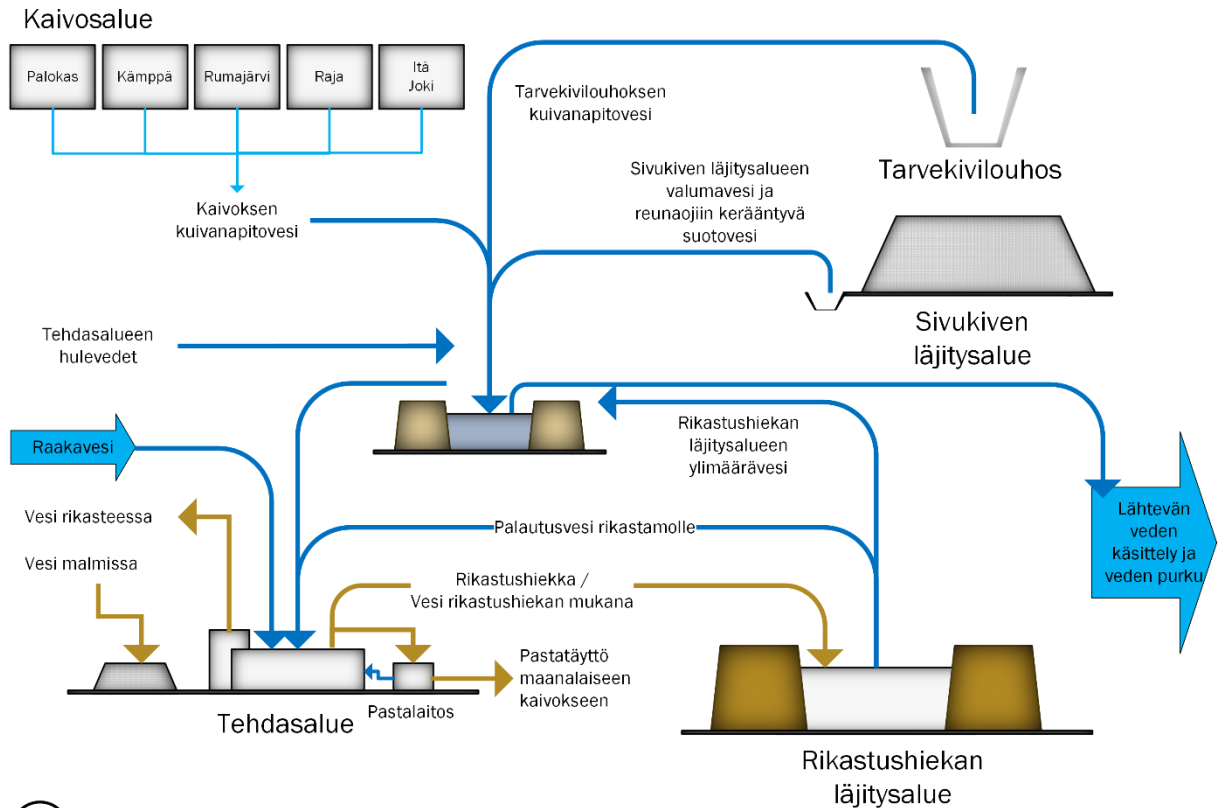 Kaivosalue
Palokas
Kämppä
Rumajärvi
Raja
Itä
Joki
Kaivoksen
kuivanapitovesi
Tarvekivilouhoksen
kuivanapitovesi
Tarvekivilouhos
Sivukiven läjitysalueen
valumavesi ja
reunaojiin kerääntyvä
suotovesi
Sivukiven
läjitysalue
Tehdasalueen
hulevedet
Raakavesi
Rikastushiekan
läjitysalueen
ylimäärävesi
Lähtevän
veden
käsittely ja
veden purku
Vesi rikasteessa
Vesi malmissa
Palautusvesi rikastamolle
Rikastushiekka /
Vesi rikastushiekan mukana
Pastatäyttö
maanalaiseen
kaivokseen
Pastalaitos
Tehdasalue
Rikastushiekan
läjitysalue